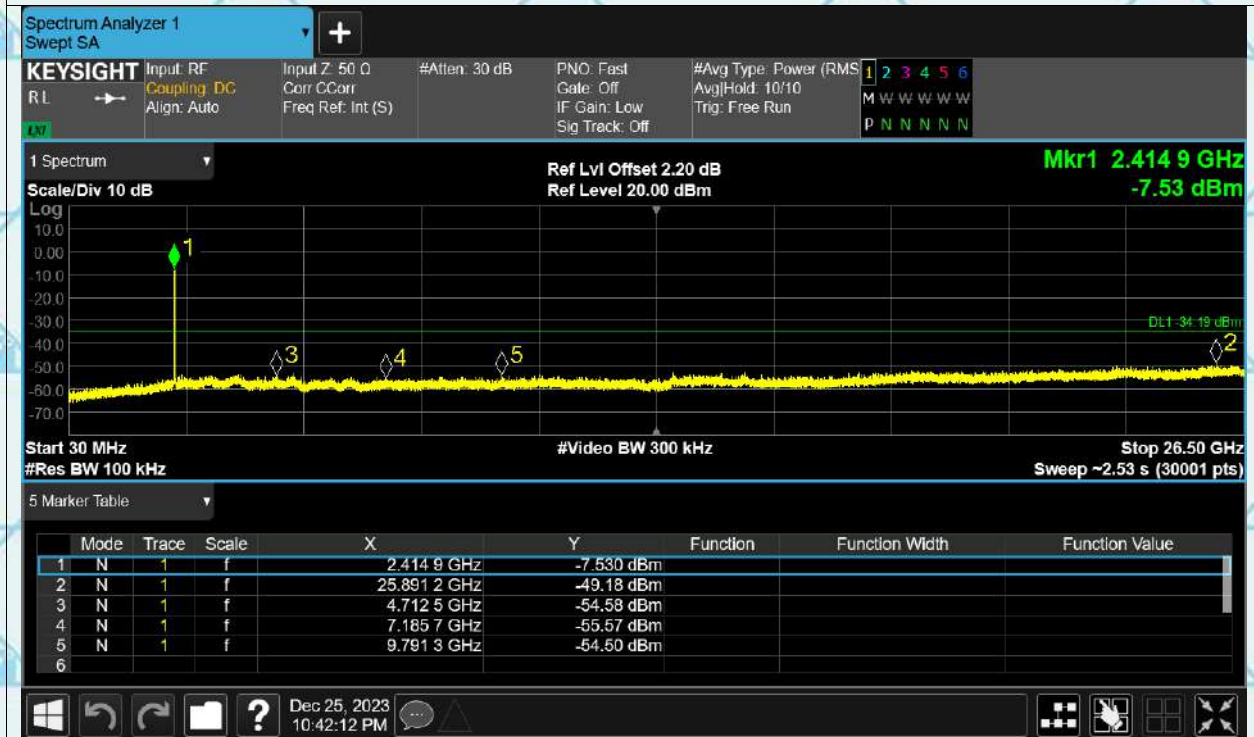 Spectrum Analyzer 1
Swept SA
+
KEYSIGHT
RL
LXI
Input: RF
Coupling: DC
Align: Auto
Input Z: 50 Ω
Corr CCorr
Freq Ref: Int (S)
#Atten: 30 dB
PNO: Fast
Gate: Off
IF Gain: Low
Sig Track: Off
#Avg Type: Power (RMS
Avg|Hold: 10/10
Trig: Free Run
1 2 3 4 5 6
M W W W W W
P N N N N N
1 Spectrum
Scale/Div 10 dB
Ref Lvl Offset 2.20 dB
Ref Level 20.00 dBm
Mkr1 2.414 9 GHz
-7.53 dBm
Log
10.0
0.00
-10.0
-20.0
-30.0
-40.0
-50.0
-60.0
-70.0
1
3
4
5
2
DL1 -34.19 dBm
Start 30 MHz
#Video BW 300 kHz
Stop 26.50 GHz
#Res BW 100 kHz
Sweep ~2.53 s (30001 pts)
5 Marker Table
Mode Trace Scale X Y Function Function Width Function Value
1 N 1 f 2.414 9 GHz -7.530 dBm
2 N 1 f 25.891 2 GHz -49.18 dBm
3 N 1 f 4.712 5 GHz -54.58 dBm
4 N 1 f 7.185 7 GHz -55.57 dBm
5 N 1 f 9.791 3 GHz -54.50 dBm
6
?
Dec 25, 2023
10:42:12 PM